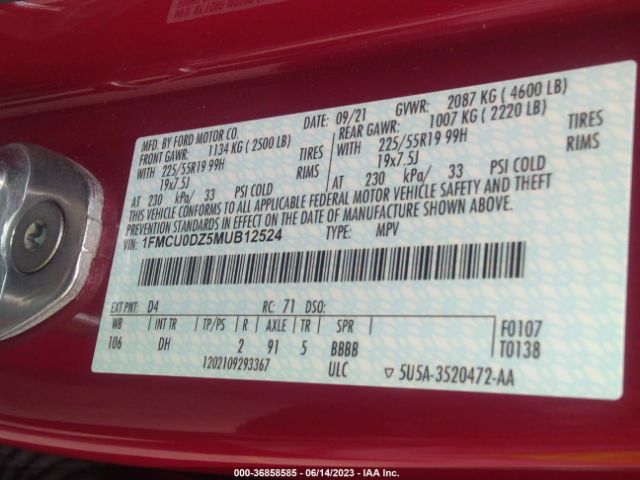 MFD. BY FORD MOTOR CO.
DATE: 09/21 GVWR: 2087 KG ( 4600 LB)
FRONT GAWR: 1134 KG ( 2500 LB)
REAR GAWR: 1007 KG ( 2220 LB)
WITH 225/55R19 99H TIRES
WITH 225/55R19 99H TIRES
19x7.5J RIMS
19x7.5J RIMS
AT 230 kPa/ 33 PSI COLD
AT 230 kPa/ 33 PSI COLD
THIS VEHICLE CONFORMS TO ALL APPLICABLE FEDERAL MOTOR VEHICLE SAFETY AND THEFT
PREVENTION STANDARDS IN EFFECT ON THE DATE OF MANUFACTURE SHOWN ABOVE.
VIN: 1FMCU0DZ5MUB12524 TYPE: MPV
EXT PNT: D4 RC: 71 DSO:
WB INT TR TP/PS R AXLE TR SPR F0107
106 DH 2 91 5 BBBB T0138
1202109293367 ULC ▽ 5U5A-3520472-AA
000-36858585 - 06/14/2023 - IAA Inc.